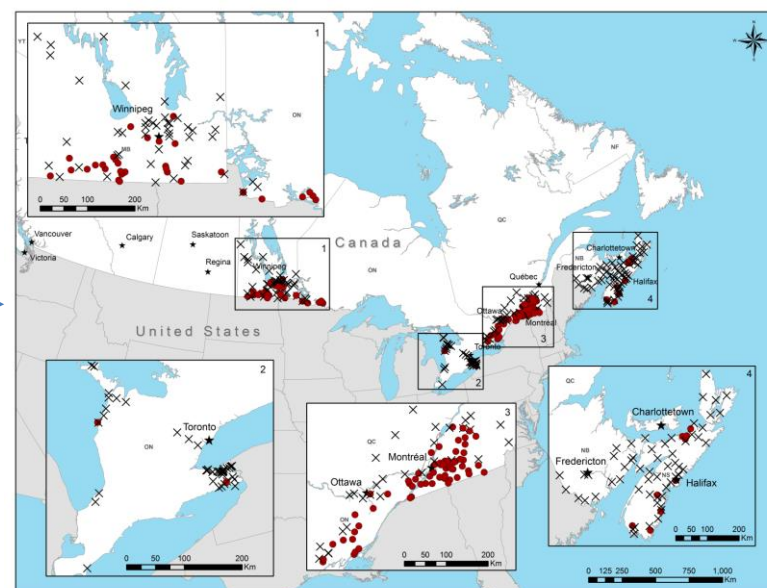 1
YT
ON
Winnipeg
MB
0 50 100 200
Km
NF
QC
Vancouver
Victoria
Calgary
Saskatoon
Regina
Canada
1
Winnipeg
ON
Québec
Charlottetown
NB
Fredericton
Halifax
4
Ottawa
Montréal
3
Toronto
2
United States
2
Toronto
ON
0 50 100 200
Km
3
QC
Montréal
Ottawa
ON
0 50 100 200
Km
4
QC
Charlottetown
NB
Fredericton
NS
Halifax
0 50 100 200
Km
0 125 250 500 750 1,000
Km